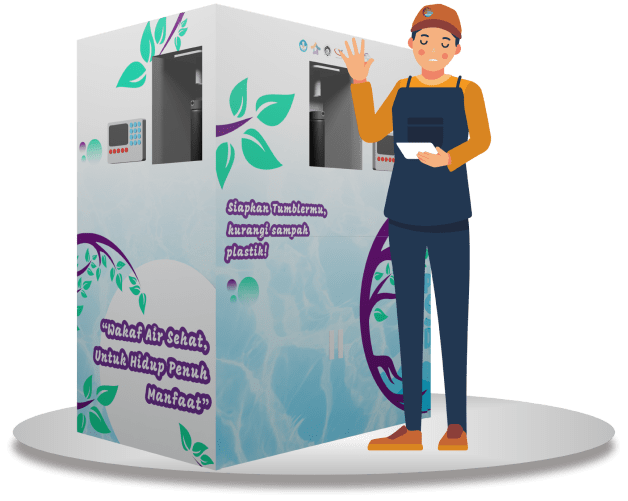 Siapkan Tumblermu,
kurangi sampah
plastik!
“Wakaf Air Sehat,
Untuk Hidup Penuh
Manfaat”